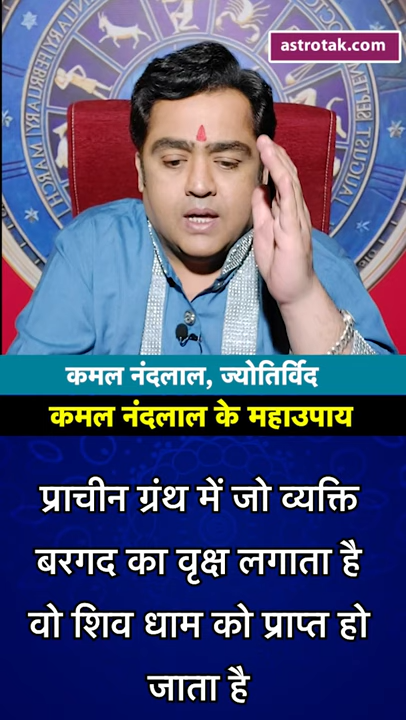 astrotak.com
कमल नंदलाल, ज्योतिर्विद
कमल नंदलाल के महाउपाय
प्राचीन ग्रंथ में जो व्यक्ति
बरगद का वृक्ष लगाता है
वो शिव धाम को प्राप्त हो
जाता है